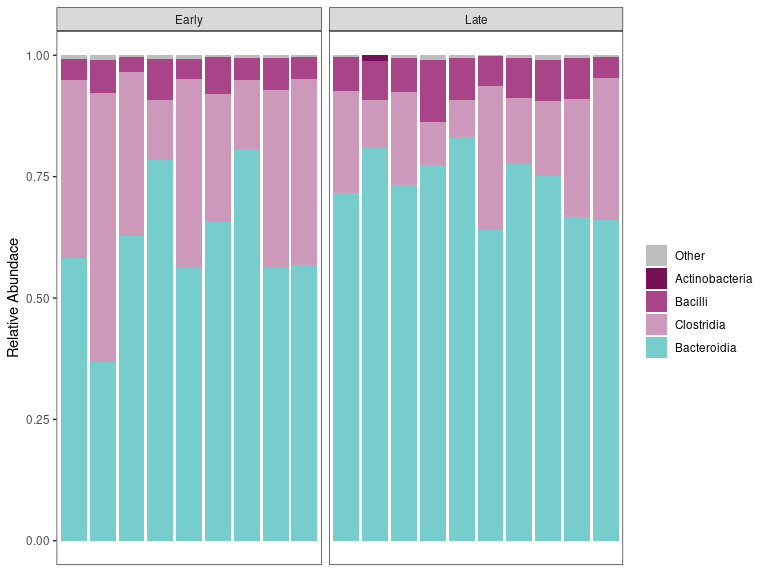 Early
Late
1.00
0.75
0.50
0.25
0.00
Relative Abundace
Other
Actinobacteria
Bacilli
Clostridia
Bacteroidia